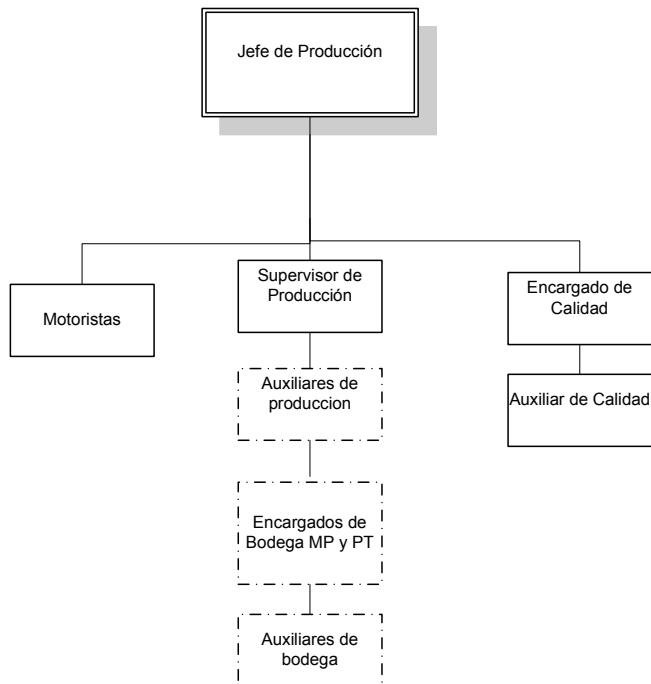 Jefe de Producción
Motoristas
Supervisor de
Producción
Encargado de
Calidad
Auxiliares de
produccion
Auxiliar de Calidad
Encargados de
Bodega MP y PT
Auxiliares de
bodega